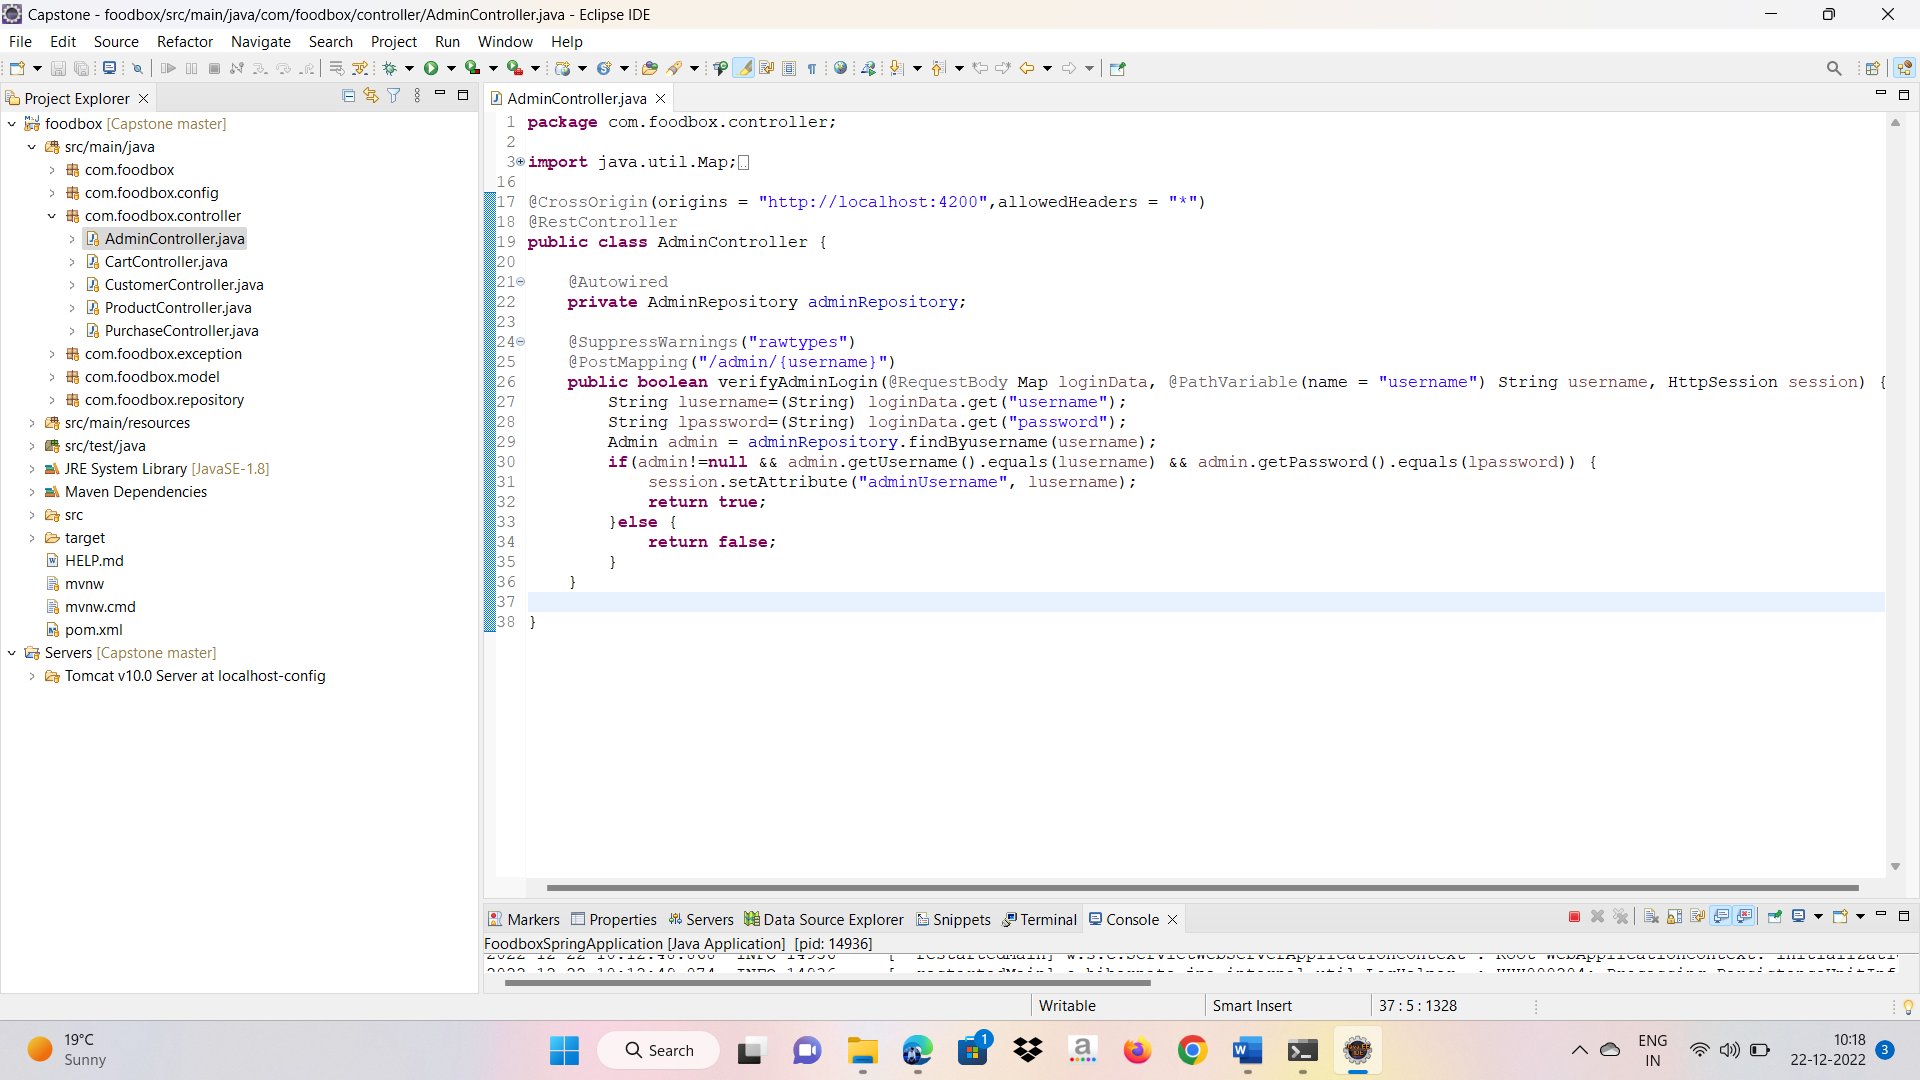 Capstone - foodbox/src/main/java/com/foodbox/controller/AdminController.java - Eclipse IDE
File Edit Source Refactor Navigate Search Project Run Window Help
Project Explorer
foodbox [Capstone master]
src/main/java
com.foodbox
com.foodbox.config
com.foodbox.controller
AdminController.java
CartController.java
CustomerController.java
ProductController.java
PurchaseController.java
com.foodbox.exception
com.foodbox.model
com.foodbox.repository
src/main/resources
src/test/java
JRE System Library [JavaSE-1.8]
Maven Dependencies
src
target
HELP.md
mvnw
mvnw.cmd
pom.xml
Servers [Capstone master]
Tomcat v10.0 Server at localhost-config
AdminController.java
1 package com.foodbox.controller;
2
3 import java.util.Map;
16
17 @CrossOrigin(origins = "http://localhost:4200",allowedHeaders = "*")
18 @RestController
19 public class AdminController {
20
21 @Autowired
22 private AdminRepository adminRepository;
23
24 @SuppressWarnings("rawtypes")
25 @PostMapping("/admin/{username}")
26 public boolean verifyAdminLogin(@RequestBody Map loginData, @PathVariable(name = "username") String username, HttpSession session) {
27 String lusername=(String) loginData.get("username");
28 String lpassword=(String) loginData.get("password");
29 Admin admin = adminRepository.findByusername(username);
30 if(admin!=null && admin.getUsername().equals(lusername) && admin.getPassword().equals(lpassword)) {
31 session.setAttribute("adminUsername", lusername);
32 return true;
33 }else {
34 return false;
35 }
36 }
37
38 }
Markers Properties Servers Data Source Explorer Snippets Terminal Console
FoodboxSpringApplication [Java Application] [pid: 14936]
Writable Smart Insert 37 : 5 : 1328
19°C
Sunny
Search
1
ENG
IN
10:18
22-12-2022
3